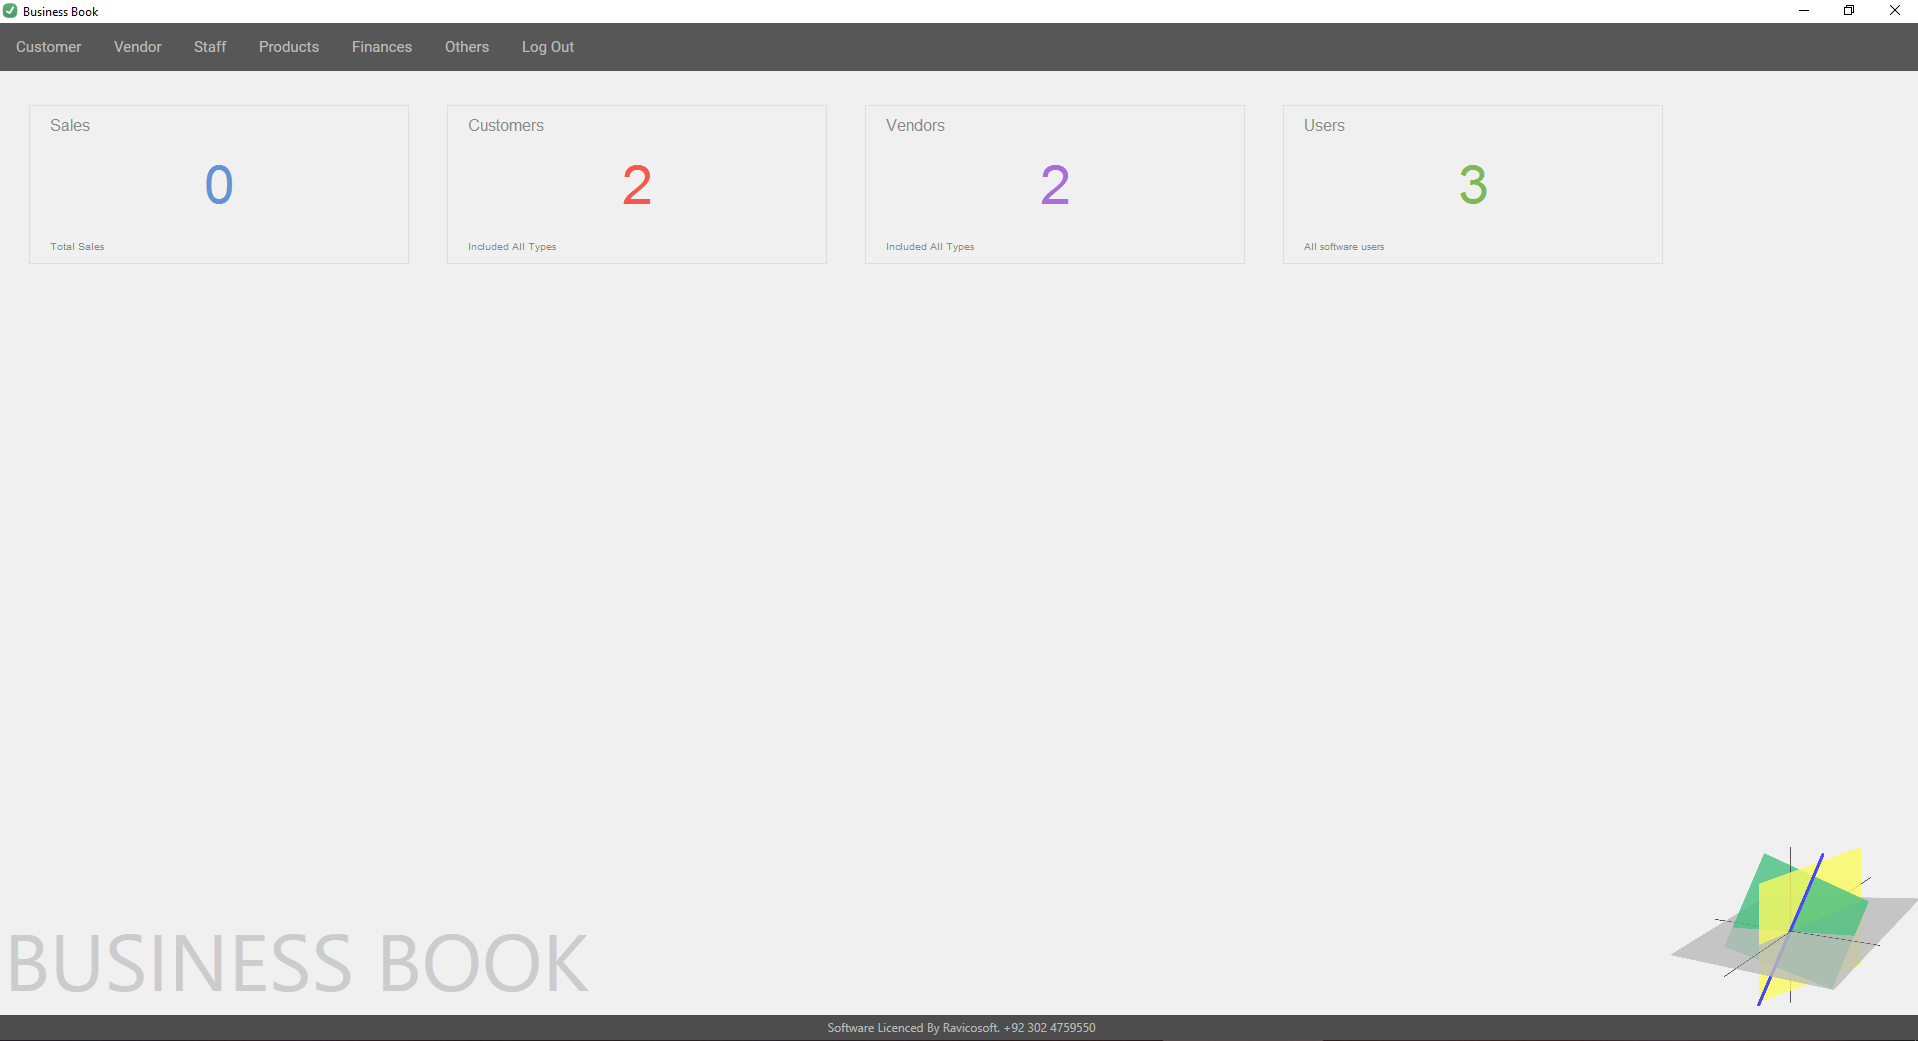 Business Book
Customer Vendor Staff Products Finances Others Log Out
Sales
0
Total Sales
Customers
2
Included All Types
Vendors
2
Included All Types
Users
3
All software users
BUSINESS BOOK
Software Licenced By Ravicosoft. +92 302 4759550